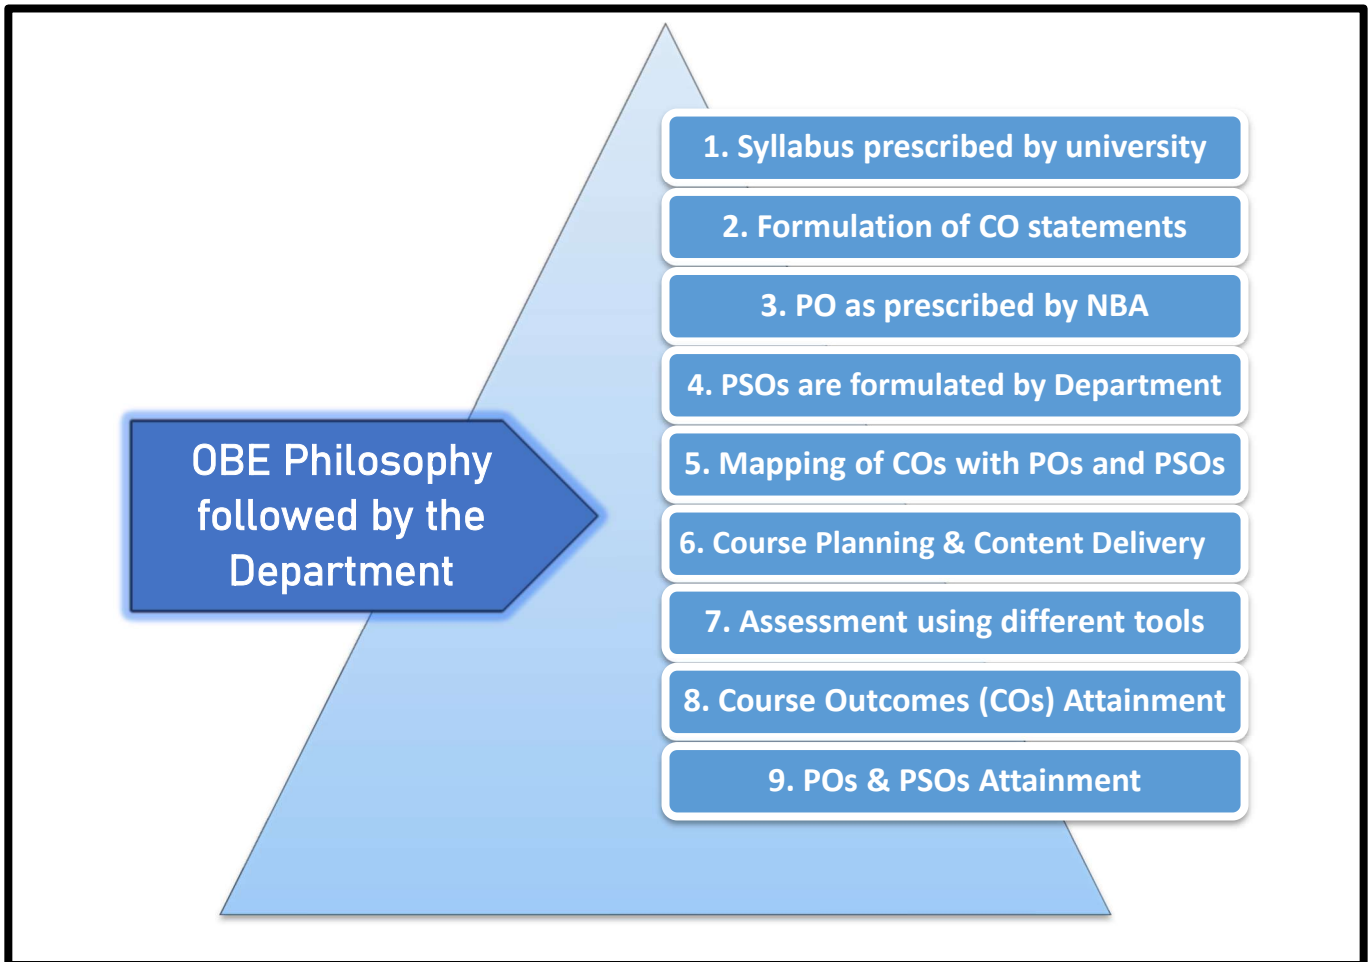 1. Syllabus prescribed by university
2. Formulation of CO statements
3. PO as prescribed by NBA
4. PSOs are formulated by Department
5. Mapping of COs with POs and PSOs
6. Course Planning & Content Delivery
7. Assessment using different tools
8. Course Outcomes (COs) Attainment
9. POs & PSOs Attainment
OBE Philosophy
followed by the
Department